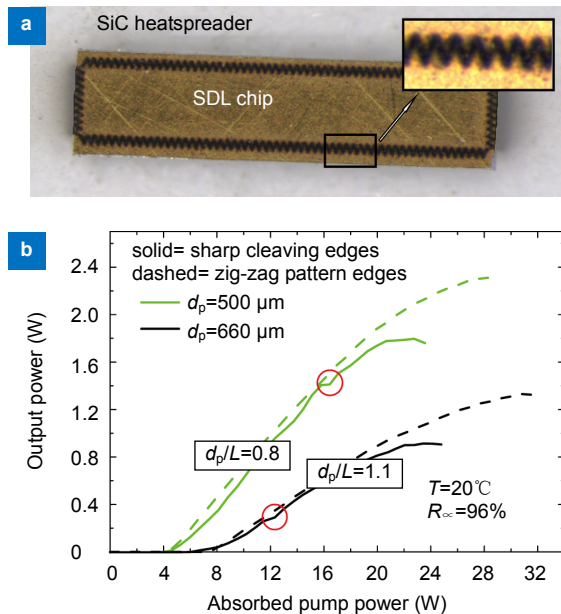 a
SiC heatspreader
SDL chip
b
solid= sharp cleaving edges
dashed= zig-zag pattern edges
dp=500 μm
dp=660 μm
dp/L=0.8
dp/L=1.1
T=20℃
R∝=96%
Output power (W)
2.4
2.0
1.6
1.2
0.8
0.4
0
0 4 8 12 16 20 24 28 32
Absorbed pump power (W)